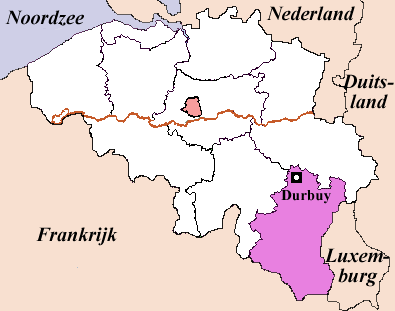 Noordzee
Nederland
Duits-
land
Durbuy
Frankrijk
Luxem-
burg